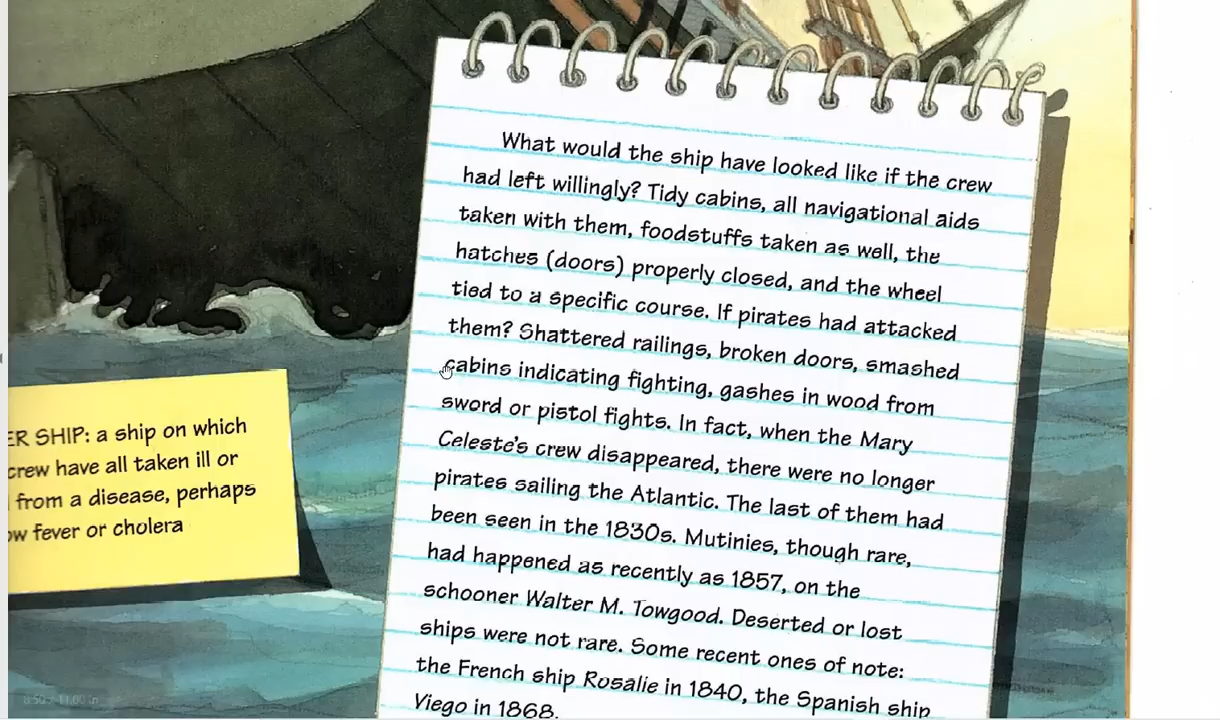 What would the ship have looked like if the crew
had left willingly? Tidy cabins, all navigational aids
taken with them, foodstuffs taken as well, the
hatches (doors) properly closed, and the wheel
tied to a specific course. If pirates had attacked
them? Shattered railings, broken doors, smashed
cabins indicating fighting, gashes in wood from
sword or pistol fights. In fact, when the Mary
Celeste's crew disappeared, there were no longer
pirates sailing the Atlantic. The last of them had
been seen in the 1830s. Mutinies, though rare,
had happened as recently as 1857, on the
schooner Walter M. Towgood. Deserted or lost
ships were not rare. Some recent ones of note:
the French ship Rosalie in 1840, the Spanish ship
Viego in 1868.
ER SHIP: a ship on which
crew have all taken ill or
from a disease, perhaps
ow fever or cholera
8.50 x 11.00 in